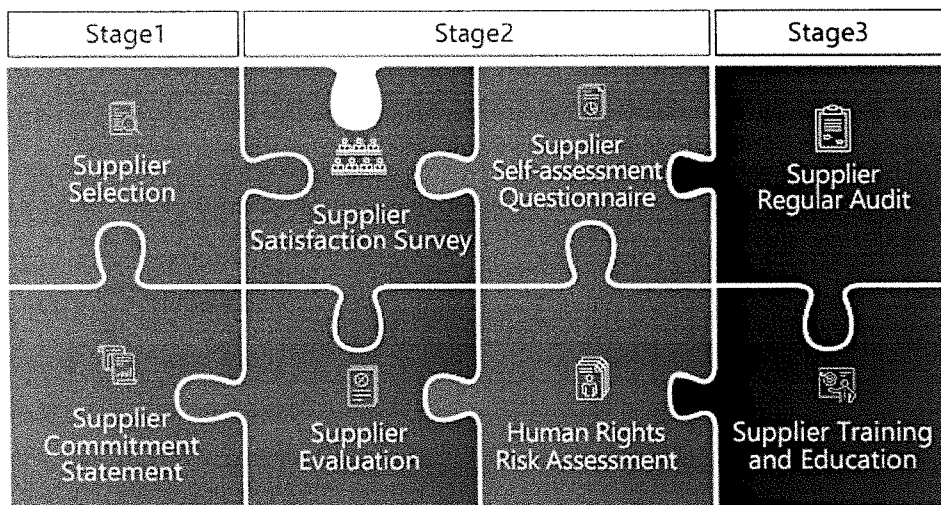 Stage1
Stage2
Stage3
Supplier
Selection
Supplier
Satisfaction Survey
Supplier
Self-assessment
Questionnaire
Supplier
Regular Audit
Supplier
Commitment
Statement
Supplier
Evaluation
Human Rights
Risk Assessment
Supplier Training
and Education